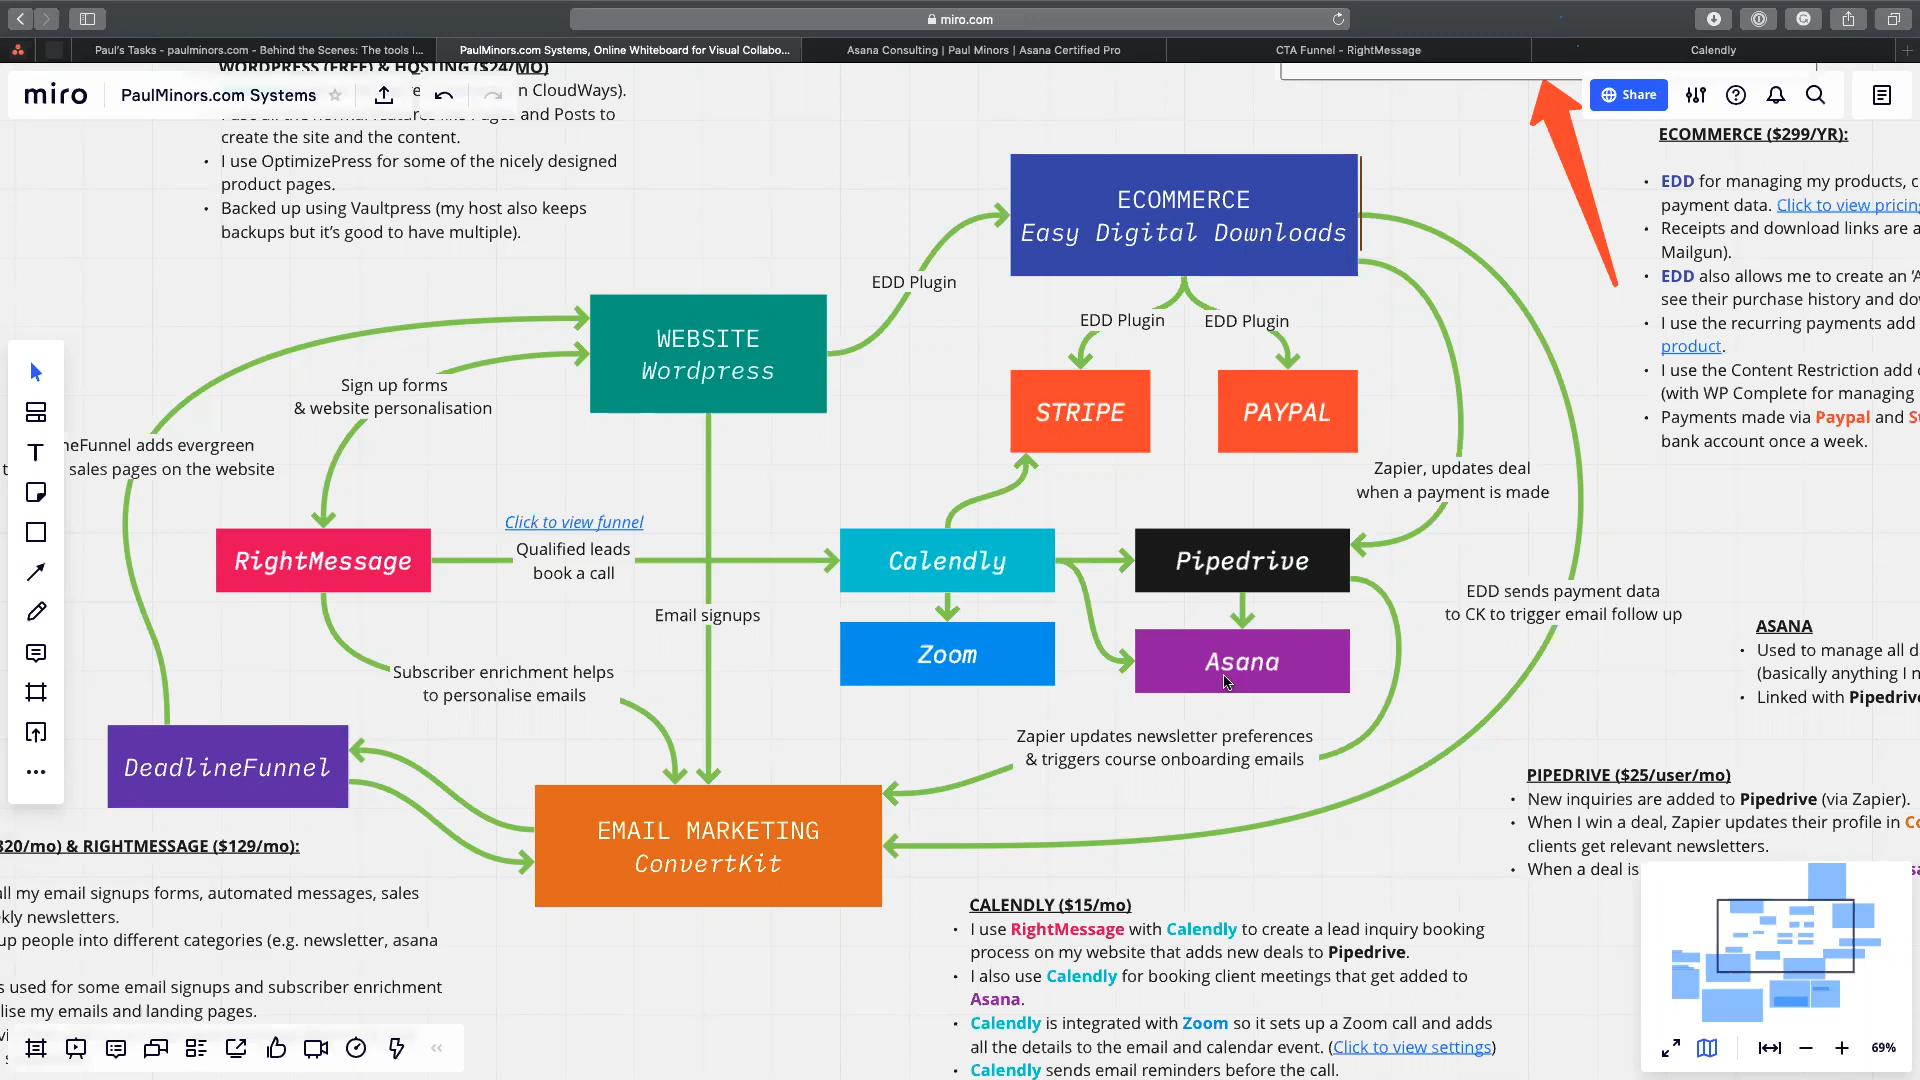 miro.com
Paul's Tasks - paulminors.com - Behind the Scenes: The tools I...
PaulMinors.com Systems, Online Whiteboard for Visual Collabo...
Asana Consulting | Paul Minors | Asana Certified Pro
CTA Funnel - RightMessage
Calendly
WORDPRESS (FREE) & HOSTING ($24/MO)
miro
PaulMinors.com Systems
Share
n CloudWays).
and Posts to
create the site and the content.
• I use OptimizePress for some of the nicely designed
product pages.
• Backed up using Vaultpress (my host also keeps
backups but it's good to have multiple).
ECOMMERCE ($299/YR):
• EDD for managing my products, c
payment data. Click to view pricing
• Receipts and download links are a
Mailgun).
• EDD also allows me to create an 'A
see their purchase history and do
• I use the recurring payments add
product.
• I use the Content Restriction add
(with WP Complete for managing
• Payments made via Paypal and S
bank account once a week.
ECOMMERCE
Easy Digital Downloads
EDD Plugin
EDD Plugin
EDD Plugin
WEBSITE
Wordpress
STRIPE
PAYPAL
Sign up forms
& website personalisation
neFunnel adds evergreen
t sales pages on the website
Zapier, updates deal
when a payment is made
Click to view funnel
Qualified leads
book a call
RightMessage
Calendly
Pipedrive
Email signups
Zoom
Asana
EDD sends payment data
to CK to trigger email follow up
ASANA
• Used to manage all d
(basically anything I n
• Linked with Pipedrive
Subscriber enrichment helps
to personalise emails
Zapier updates newsletter preferences
& triggers course onboarding emails
DeadlineFunnel
EMAIL MARKETING
ConvertKit
PIPEDRIVE ($25/user/mo)
• New inquiries are added to Pipedrive (via Zapier).
• When I win a deal, Zapier updates their profile in Co
clients get relevant newsletters.
• When a deal is
320/mo) & RIGHTMESSAGE ($129/mo):
all my email signups forms, automated messages, sales
kly newsletters.
up people into different categories (e.g. newsletter, asana
s used for some email signups and subscriber enrichment
lise my emails and landing pages.
CALENDLY ($15/mo)
• I use RightMessage with Calendly to create a lead inquiry booking
process on my website that adds new deals to Pipedrive.
• I also use Calendly for booking client meetings that get added to
Asana.
• Calendly is integrated with Zoom so it sets up a Zoom call and adds
all the details to the email and calendar event. (Click to view settings)
• Calendly sends email reminders before the call.
69%